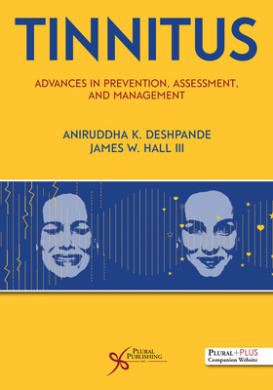 TINNITUS
ADVANCES IN PREVENTION, ASSESSMENT,
AND MANAGEMENT
ANIRUDDHA K. DESHPANDE
JAMES W. HALL III
PLURAL
PUBLISHING
PLURAL+PLUS
Companion Website